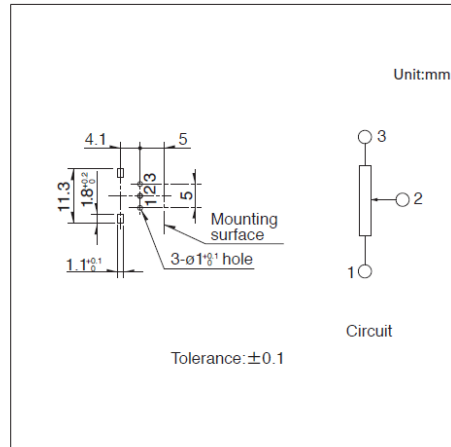 Unit:mm
4.1
5
3
11.3
1.8+0.2 0
1 2 3
5
2
Mounting
surface
1.1+0.1 0
3-ø1+0.1 0 hole
1
Circuit
Tolerance:±0.1